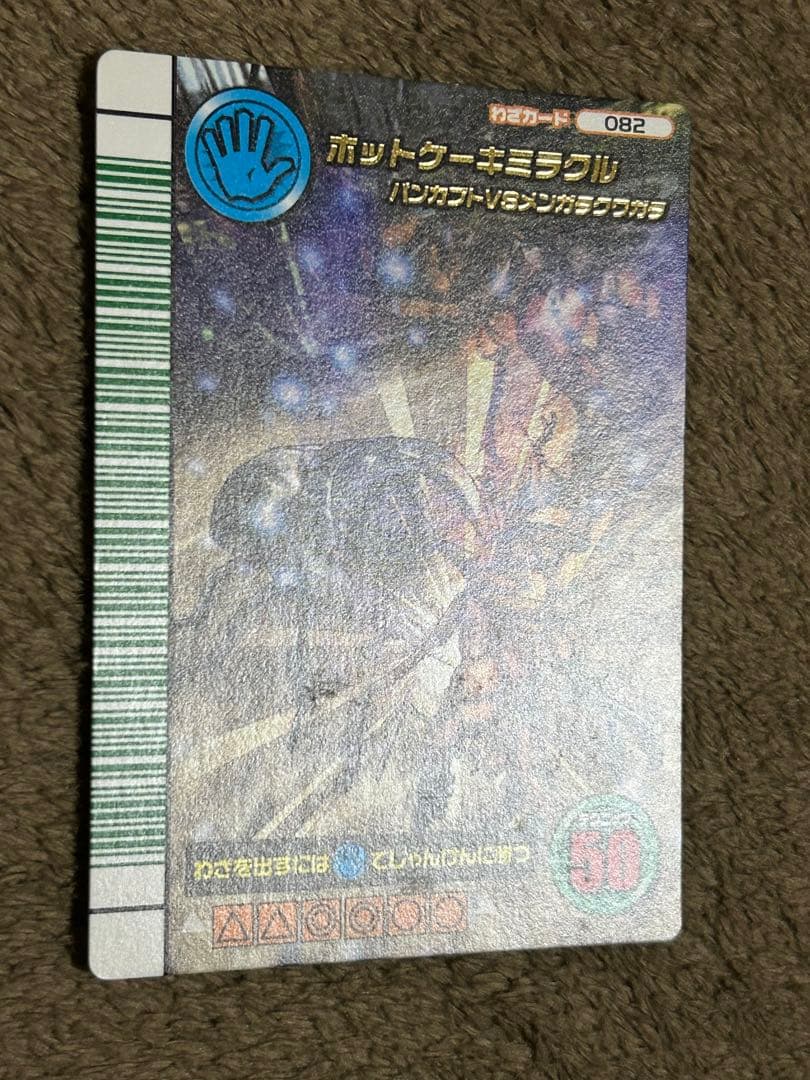 わざカード 082
ホットケーキミラクル
パンカブトVSメンガタクワガタ
わざを出すには
でじゃんけんに勝つ
50